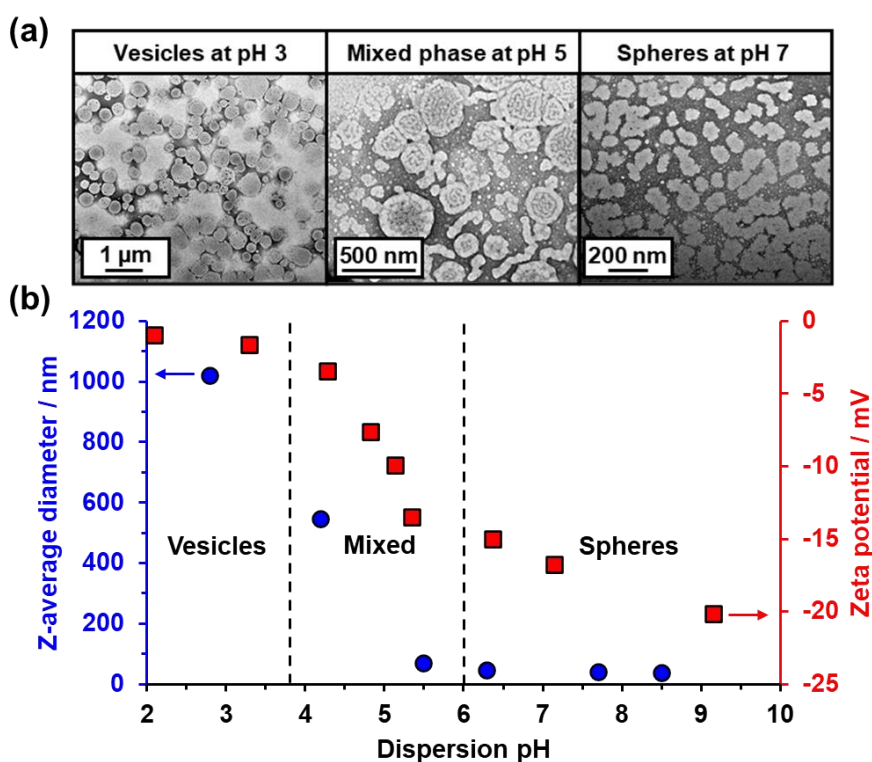 (a)
Vesicles at pH 3
Mixed phase at pH 5
Spheres at pH 7
1 µm
500 nm
200 nm
(b)
Z-average diameter / nm
1200
1000
800
600
400
200
0
Vesicles
Mixed
Spheres
0
-5
-10
-15
-20
-25
Zeta potential / mV
2 3 4 5 6 7 8 9 10
Dispersion pH